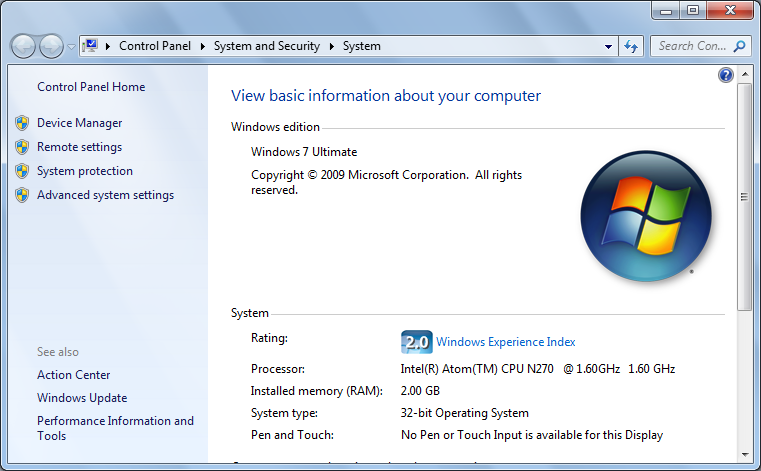 Control Panel System and Security System
Search Con...
Control Panel Home
Device Manager
Remote settings
System protection
Advanced system settings
See also
Action Center
Windows Update
Performance Information and
Tools
View basic information about your computer
Windows edition
Windows 7 Ultimate
Copyright © 2009 Microsoft Corporation. All rights
reserved.
System
Rating: 2.0 Windows Experience Index
Processor: Intel(R) Atom(TM) CPU N270 @ 1.60GHz 1.60 GHz
Installed memory (RAM): 2.00 GB
System type: 32-bit Operating System
Pen and Touch: No Pen or Touch Input is available for this Display